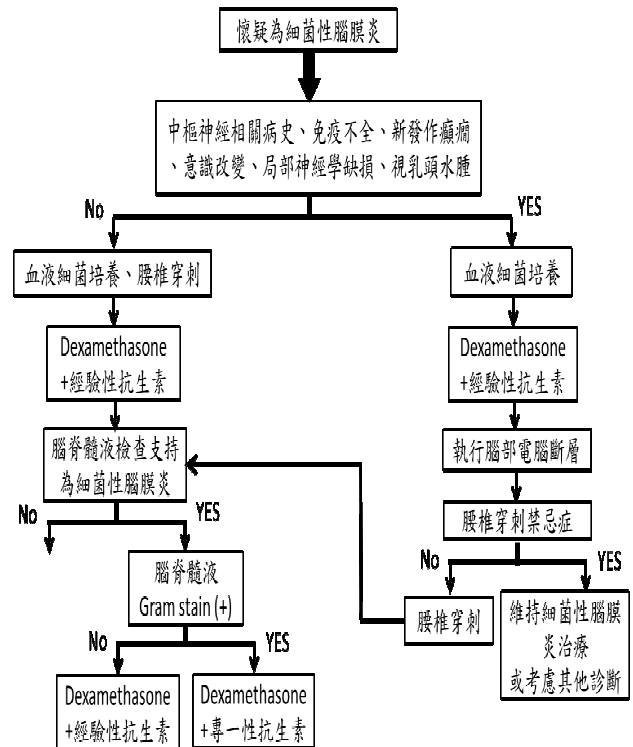 懷疑為細菌性腦膜炎
中樞神經相關病史、免疫不全、新發作癲癇
、意識改變、局部神經學缺損、視乳頭水腫
No
YES
血液細菌培養、腰椎穿刺
血液細菌培養
Dexamethasone
+經驗性抗生素
Dexamethasone
+經驗性抗生素
腦脊髓液檢查支持
為細菌性腦膜炎
執行腦部電腦斷層
No
YES
腰椎穿刺禁忌症
腦脊髓液
Gram stain (+)
No
YES
腰椎穿刺
維持細菌性腦膜
炎治療
或考慮其他診斷
No
YES
Dexamethasone
+經驗性抗生素
Dexamethasone
+專一性抗生素